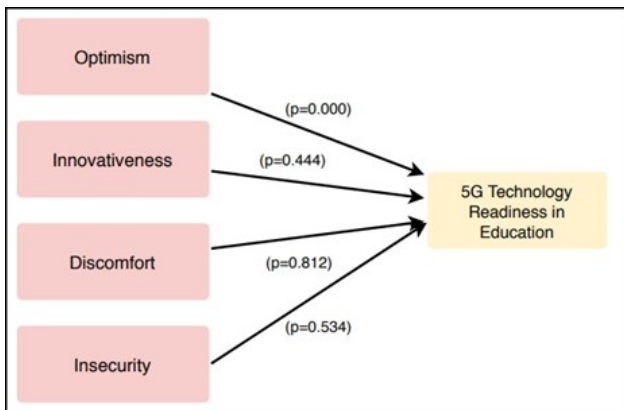 Optimism
(p=0.000)
Innovativeness
(p=0.444)
5G Technology
Readiness in
Education
Discomfort
(p=0.812)
(p=0.534)
Insecurity